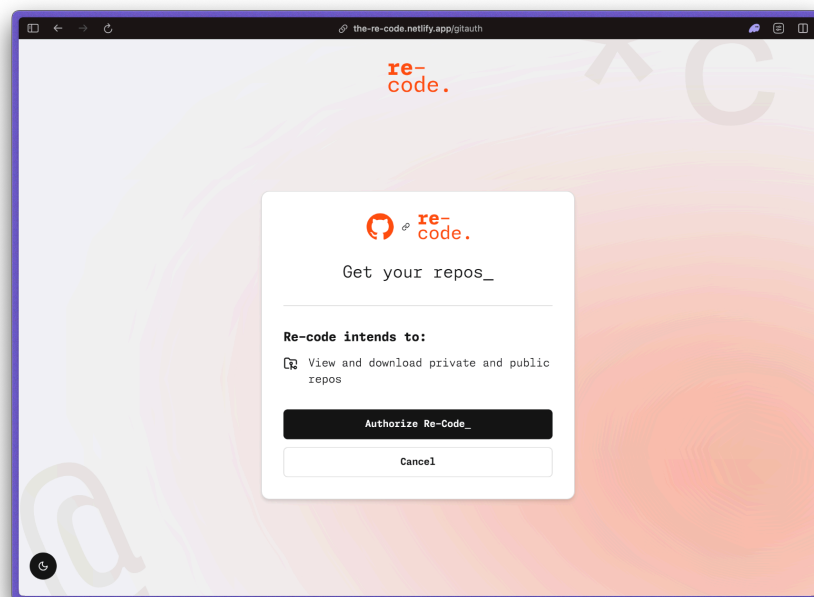 the-re-code.netlify.app/gitauth
re-
code.
*C
re-
code.
Get your repos_
Re-code intends to:
View and download private and public
repos
Authorize Re-Code_
Cancel
@